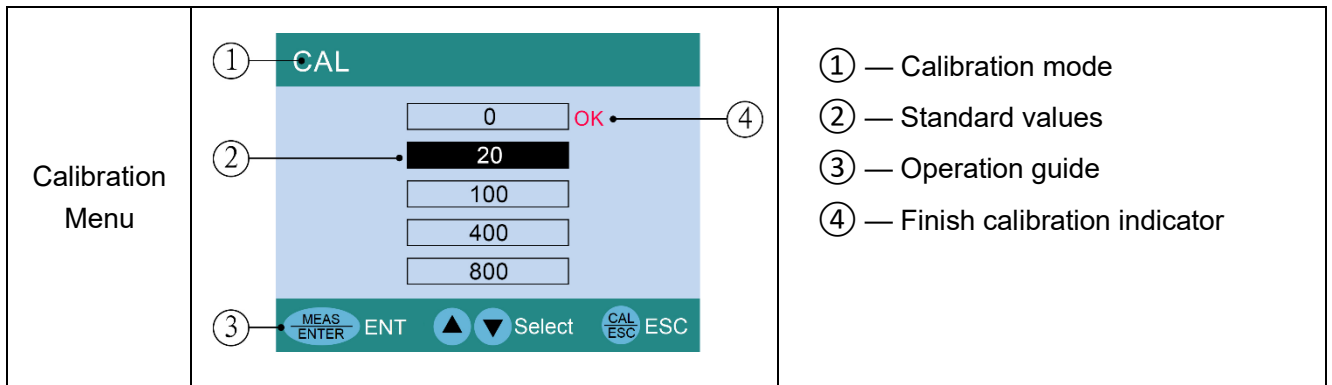 Calibration
Menu
① CAL
0 OK ④
② 20
100
400
800
③ MEAS
ENTER ENT ▲ ▼ Select CAL
ESC ESC
① — Calibration mode
② — Standard values
③ — Operation guide
④ — Finish calibration indicator